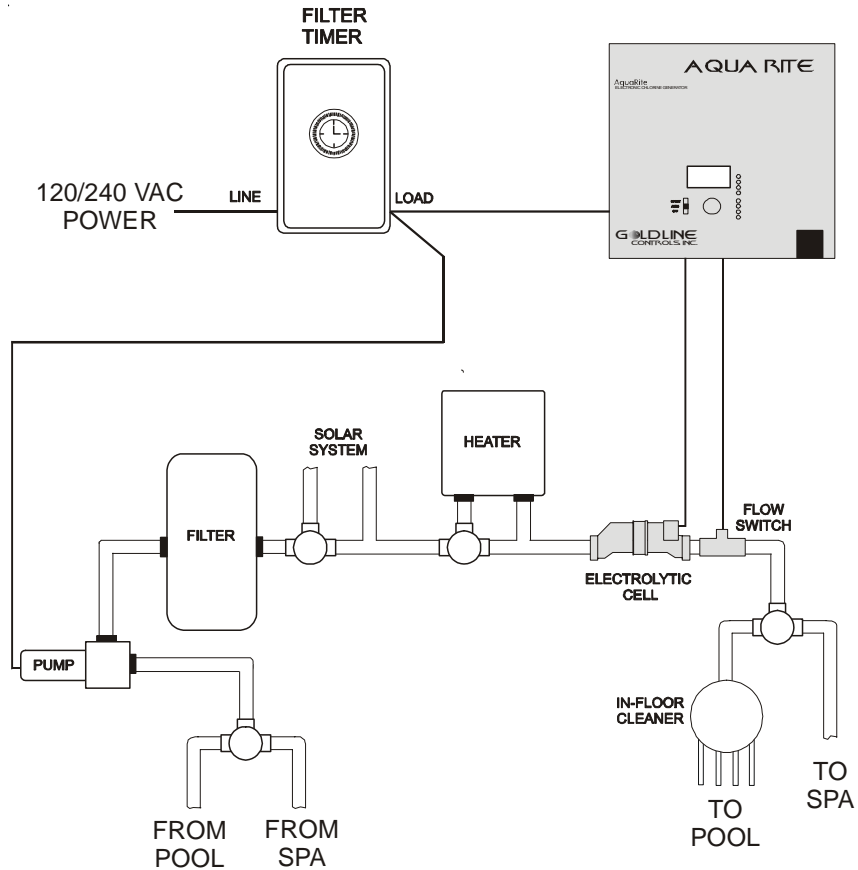 FILTER
TIMER
AQUA RITE
AquaRite
ELECTRONIC CHLORINE GENERATOR
120/240 VAC
POWER
LINE
LOAD
GOLDLINE
CONTROLS, INC.
SOLAR
SYSTEM
HEATER
FILTER
FLOW
SWITCH
ELECTROLYTIC
CELL
PUMP
IN-FLOOR
CLEANER
TO
SPA
TO
POOL
FROM
POOL
FROM
SPA